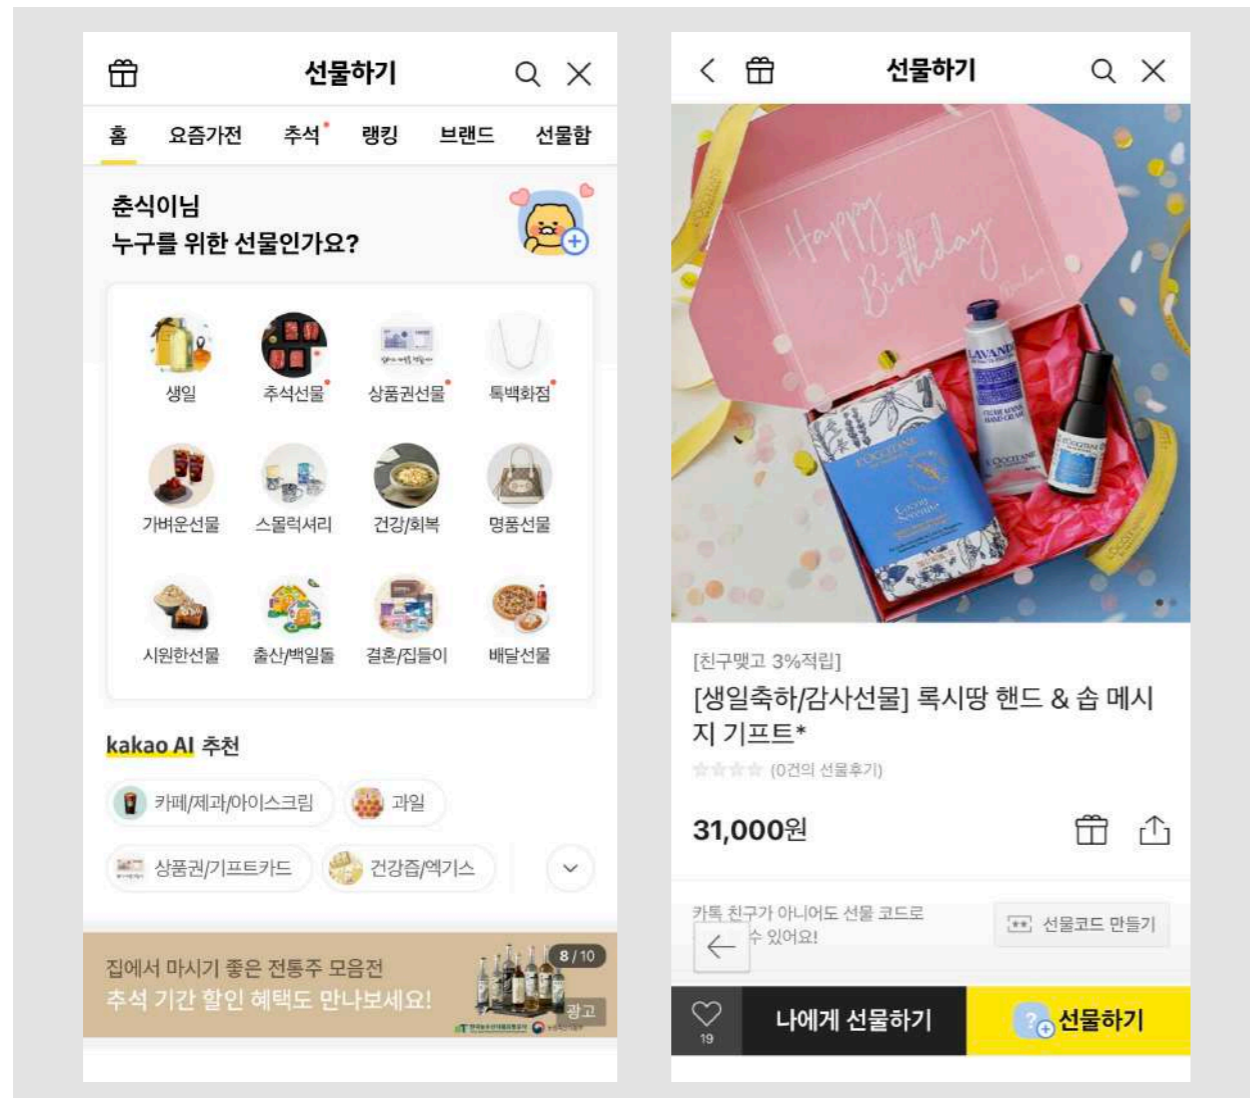 선물하기
홈 요즘가전 추석 랭킹 브랜드 선물함
춘식이님
누구를 위한 선물인가요?
생일 추석선물 상품권선물 톡백화점
가벼운선물 스몰럭셔리 건강/회복 명품선물
시원한선물 출산/백일돌 결혼/집들이 배달선물
kakao AI 추천
카페/제과/아이스크림 과일
상품권/기프트카드 건강즙/엑기스
집에서 마시기 좋은 전통주 모음전
추석 기간 할인 혜택도 만나보세요!
8/10
광고
선물하기
Happy
Birthday
LAVANDE
L'OCCITANE
L'OCCITANE
[친구맺고 3%적립]
[생일축하/감사선물] 록시땅 핸드 & 솝 메시
지 기프트*
(0건의 선물후기)
31,000원
카톡 친구가 아니어도 선물 코드로
수 있어요!
선물코드 만들기
19
나에게 선물하기
선물하기